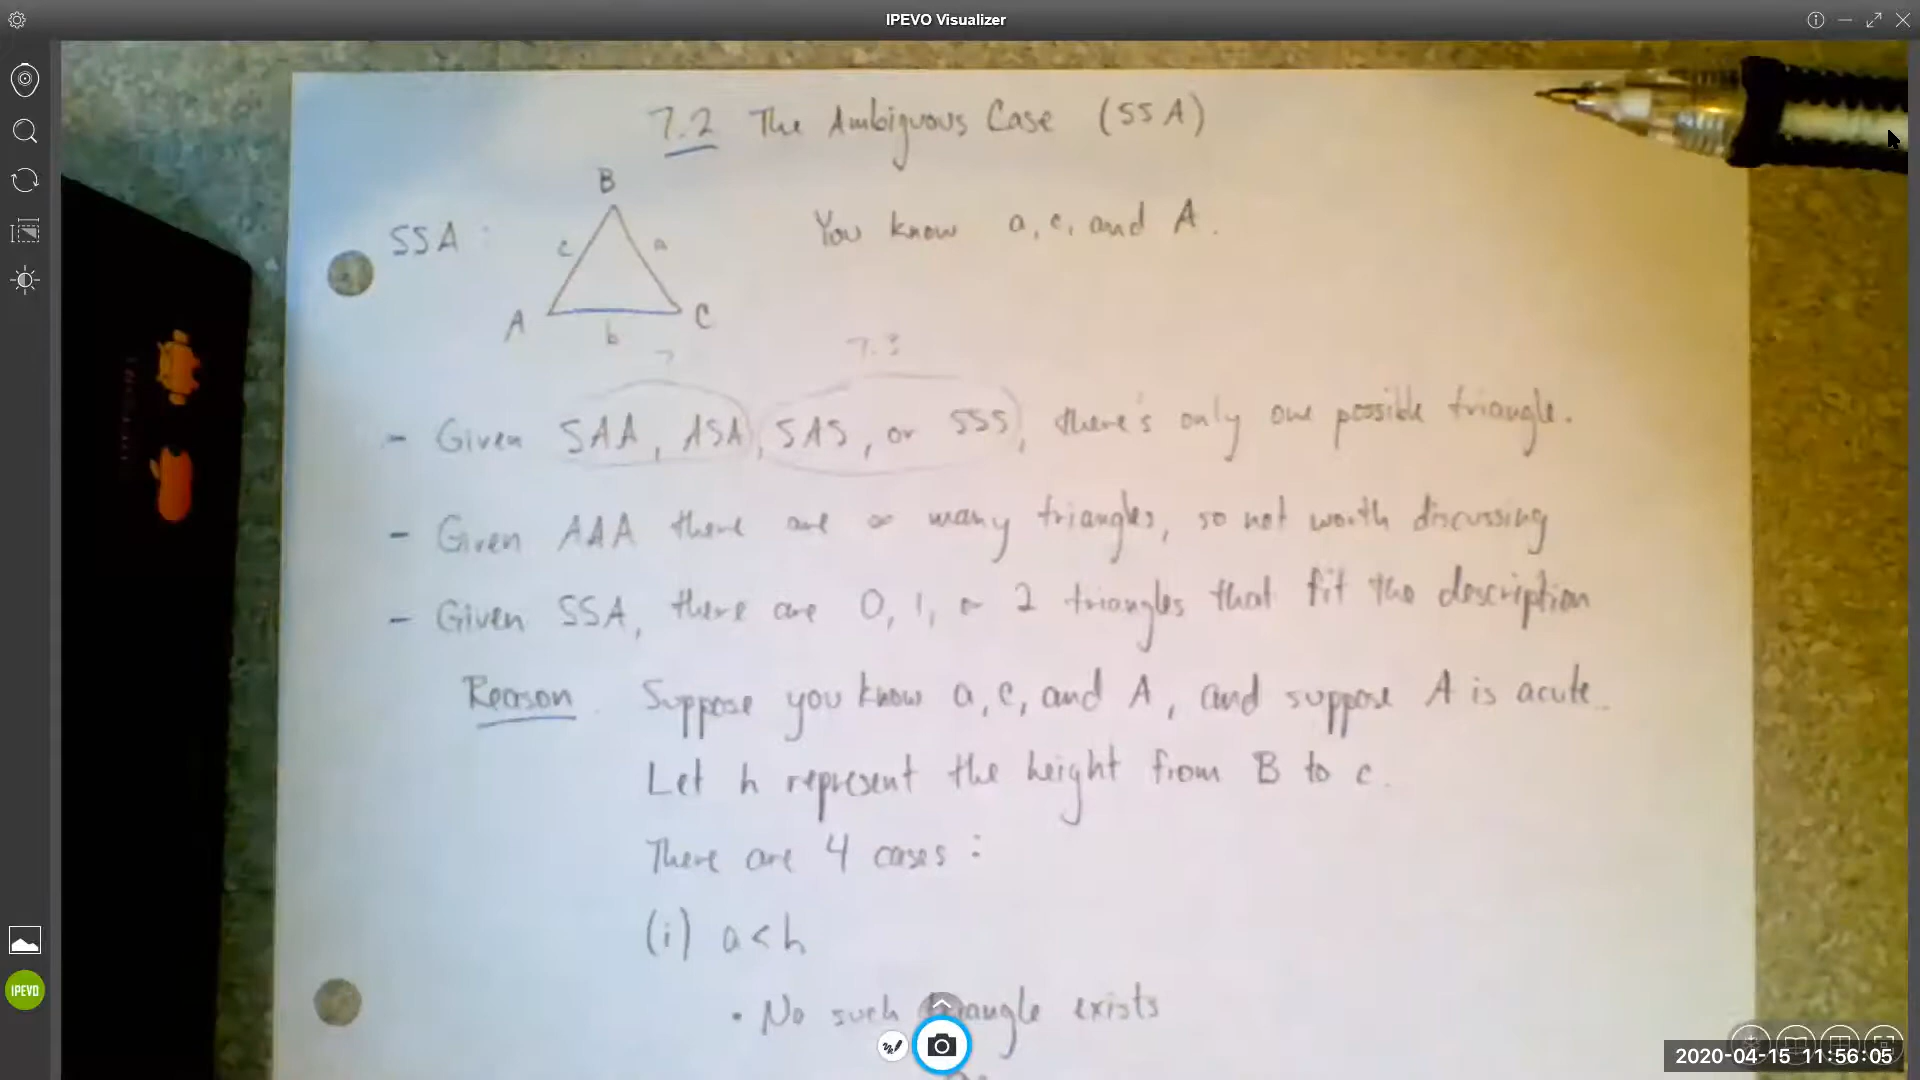 IPEVO Visualizer
7.2 The Ambiguous Case (SSA)
B
SSA : c a You know a, c, and A.
A C
b
7 7.3
- Given SAA, ASA, SAS, or SSS, there's only one possible triangle.
- Given AAA there are ∞ many triangles, so not worth discussing
- Given SSA, there are 0, 1, or 2 triangles that fit the description
Reason. Suppose you know a, c, and A, and suppose A is acute.
Let h represent the height from B to c.
There are 4 cases :
(i) a < h
• No such triangle exists
IPEVO
2020-04-15 11:56:05